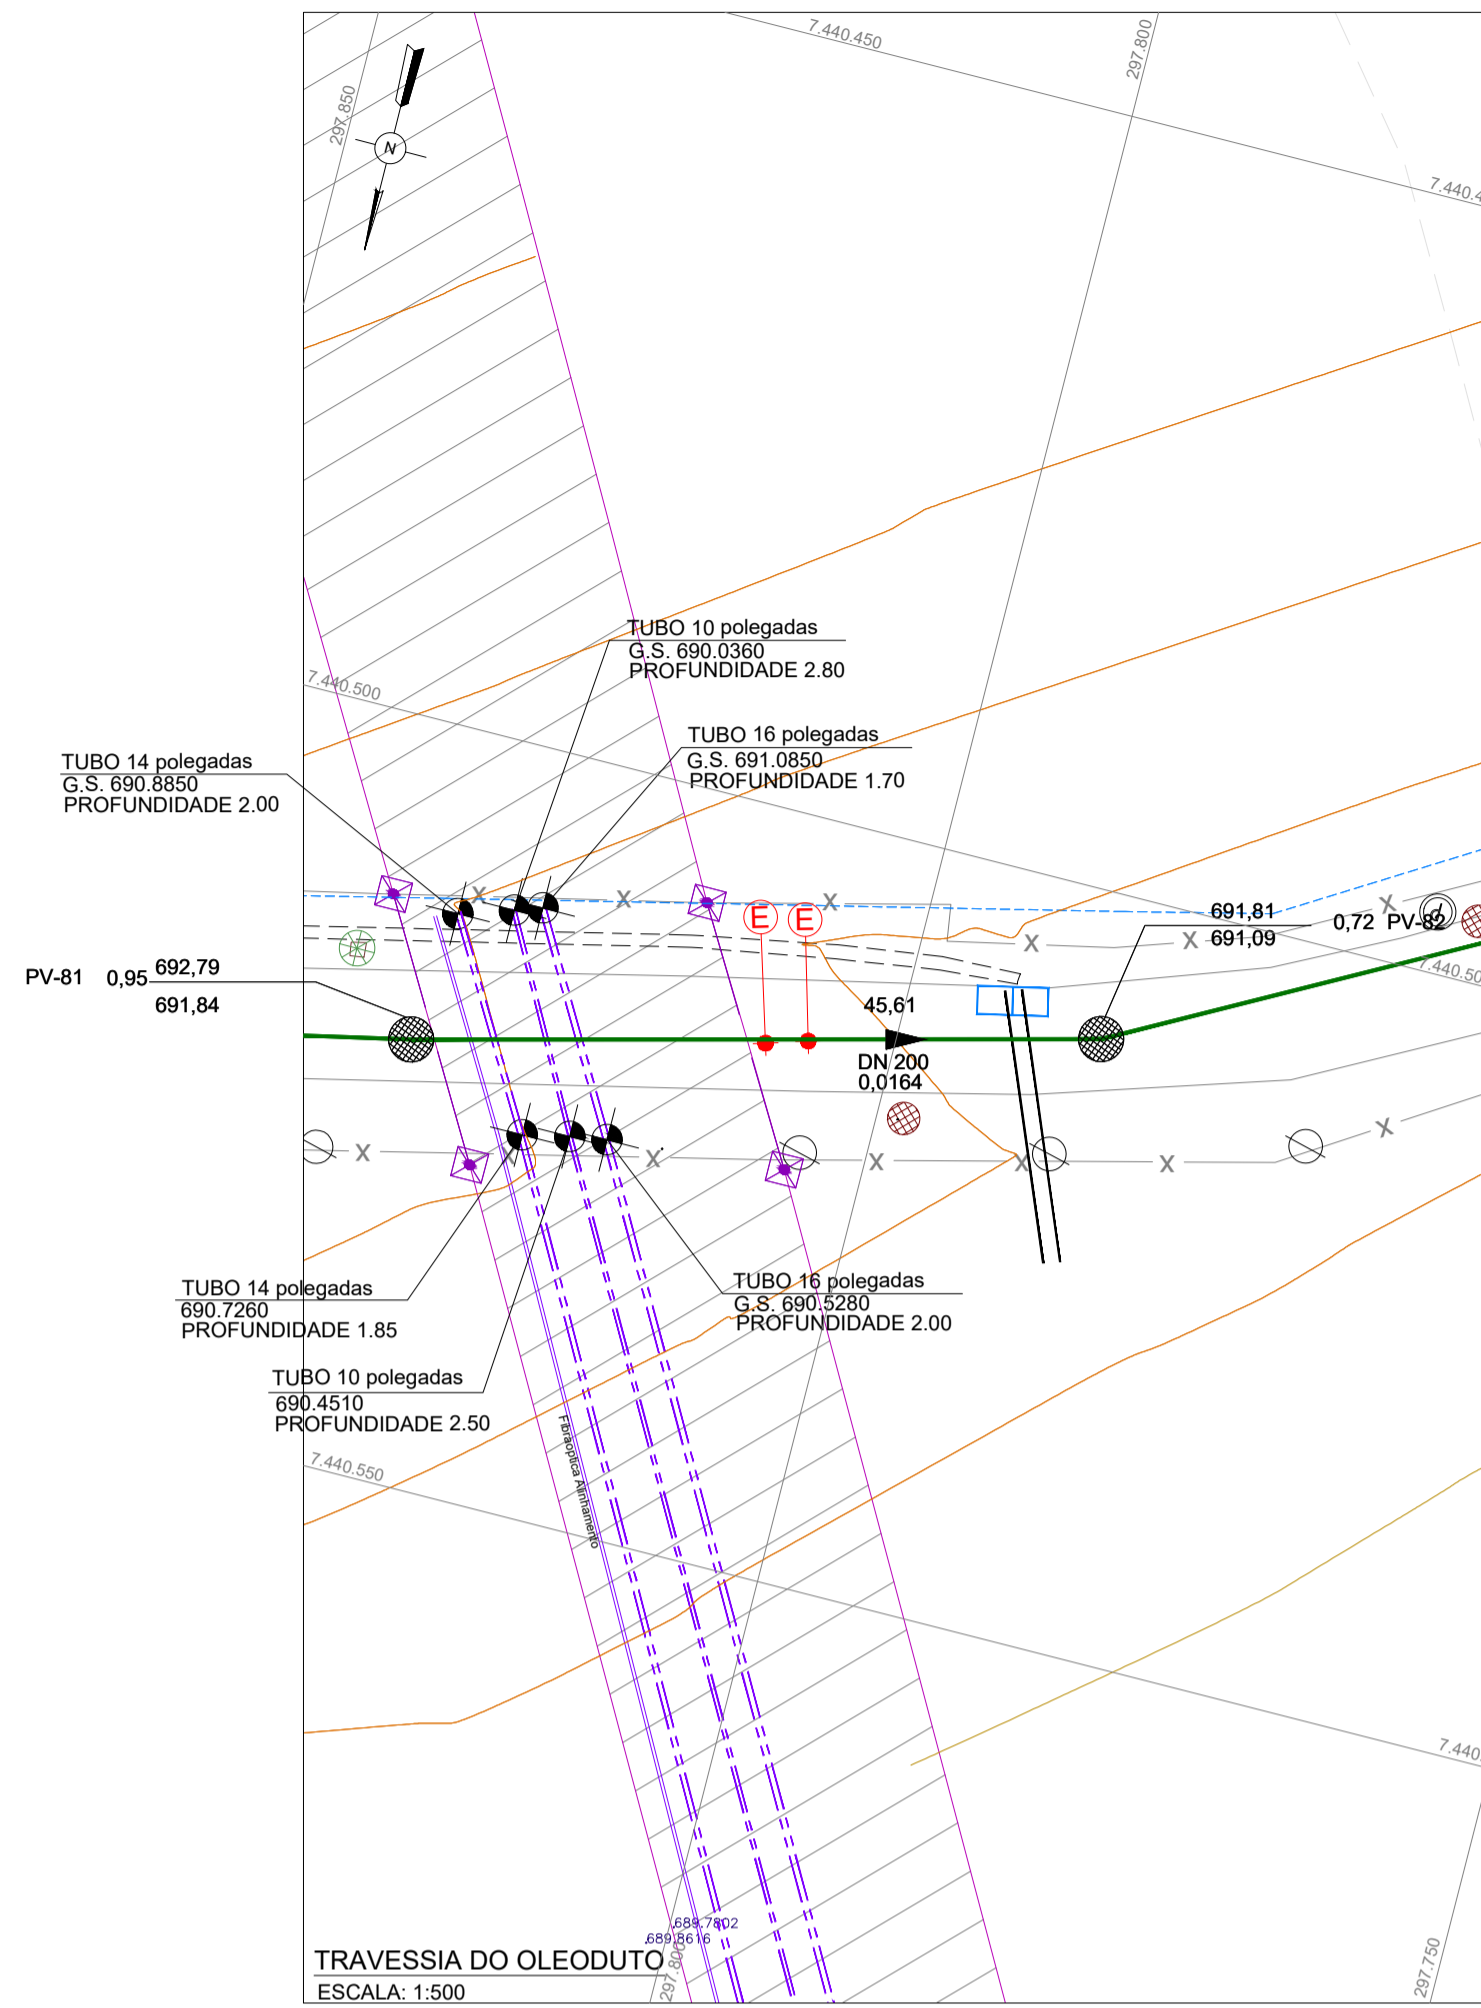 7.440.450
297.800
297.850
N
7.440.4
TUBO 10 polegadas
G.S. 690.0360
PROFUNDIDADE 2.80
7.440.500
TUBO 16 polegadas
G.S. 691.0850
PROFUNDIDADE 1.70
TUBO 14 polegadas
G.S. 690.8850
PROFUNDIDADE 2.00
X
X
X
X
E
E
691,81
691,09
0,72 PV-82
X
X
7.440.50
PV-81 0,95
692,79
691,84
45,61
DN 200
0,0164
X
X
X
X
X
X
TUBO 14 polegadas
690.7260
PROFUNDIDADE 1.85
TUBO 16 polegadas
G.S. 690.5280
PROFUNDIDADE 2.00
TUBO 10 polegadas
690.4510
PROFUNDIDADE 2.50
Fibraoptica Alinhamento
7.440.550
7.440.
.689.7802
.689.8616
297.800
297.750
TRAVESSIA DO OLEODUTO
ESCALA: 1:500